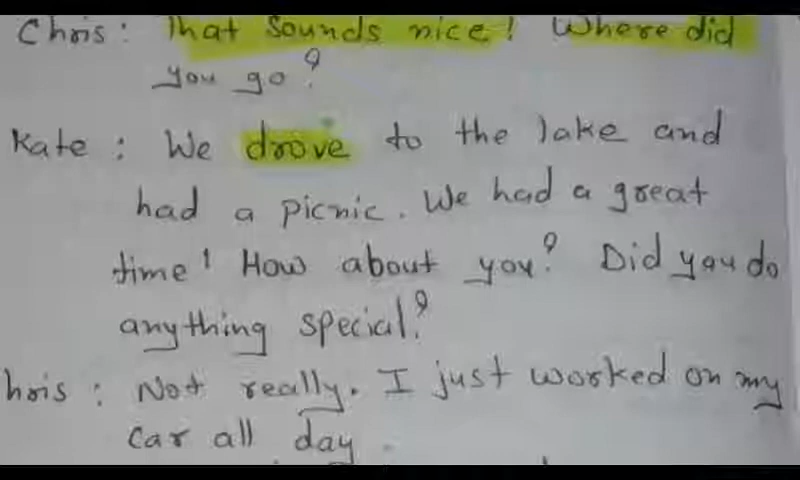 Chris: That sounds nice! Where did
you go?
Kate: We drove to the lake and
had a picnic. We had a great
time! How about you? Did you do
anything special?
hris: Not really. I just worked on my
car all day.